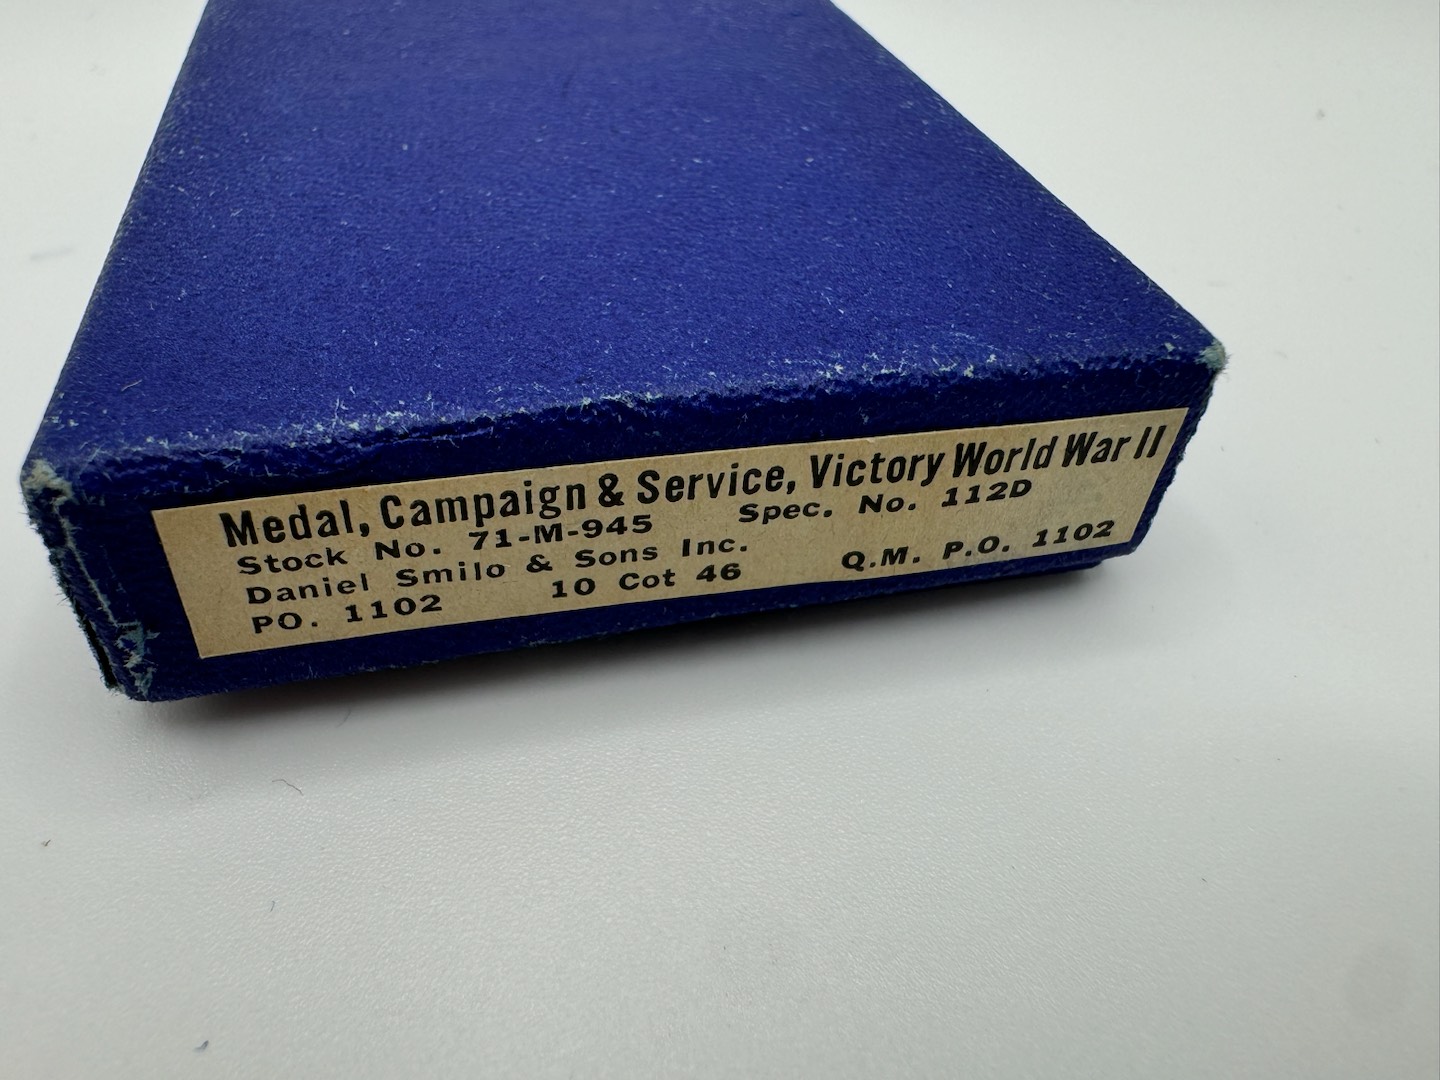 Medal, Campaign & Service, Victory World War II
Stock No. 71-M-945 Spec. No. 112D
Daniel Smilo & Sons Inc.
PO. 1102 10 Cot 46 Q.M. P.O. 1102